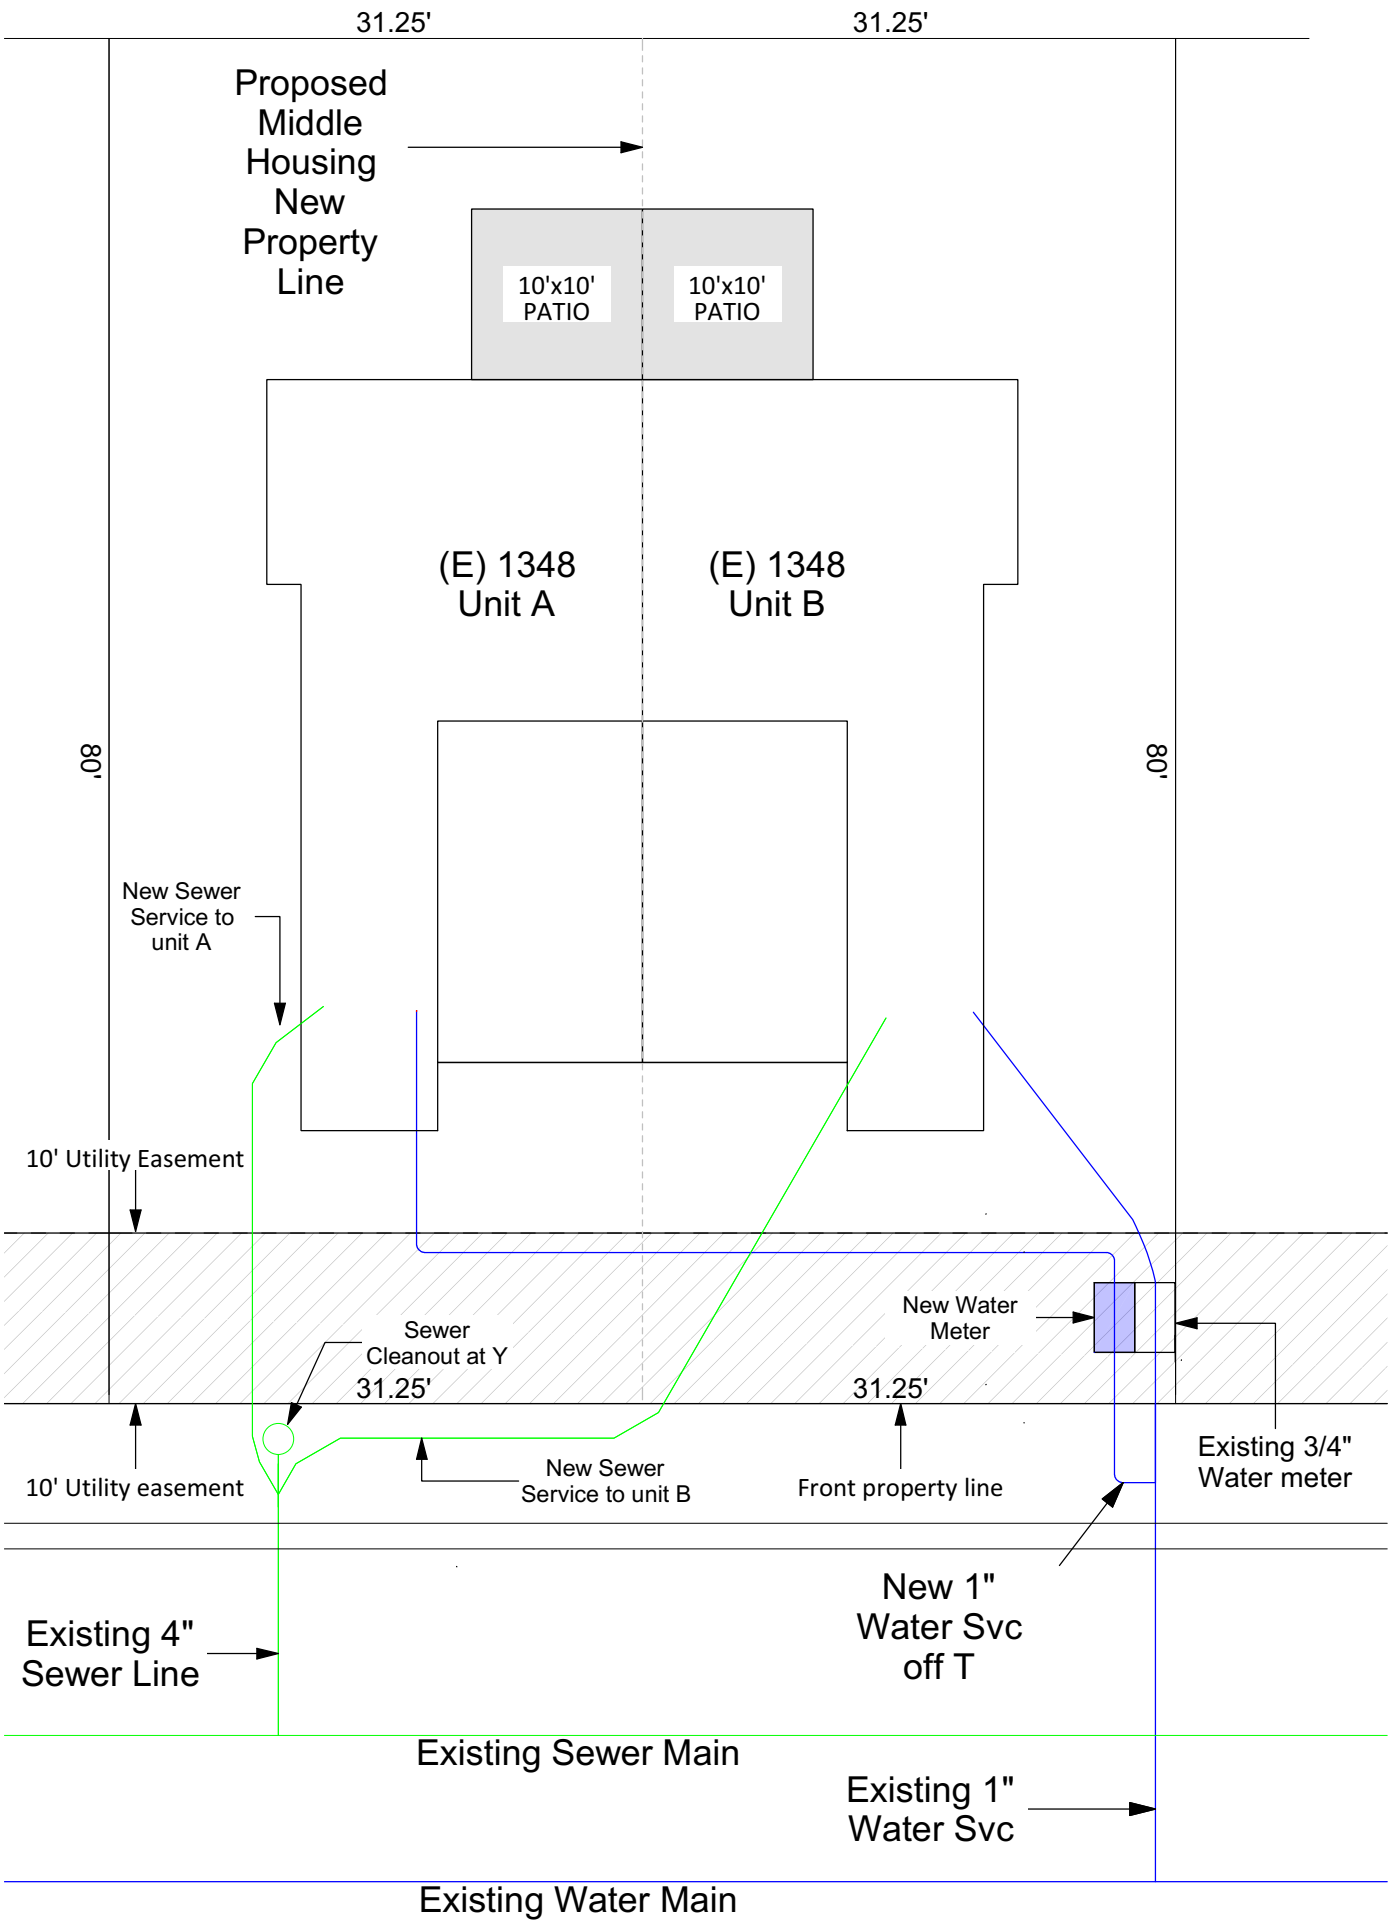 31.25'
31.25'
Proposed
Middle
Housing
New
Property
Line
10'x10'
PATIO
10'x10'
PATIO
(E) 1348
Unit A
(E) 1348
Unit B
80'
80'
New Sewer
Service to
unit A
10' Utility Easement
New Water
Meter
Sewer
Cleanout at Y
31.25'
31.25'
Existing 3/4"
Water meter
10' Utility easement
New Sewer
Service to unit B
Front property line
New 1"
Water Svc
off T
Existing 4"
Sewer Line
Existing Sewer Main
Existing 1"
Water Svc
Existing Water Main